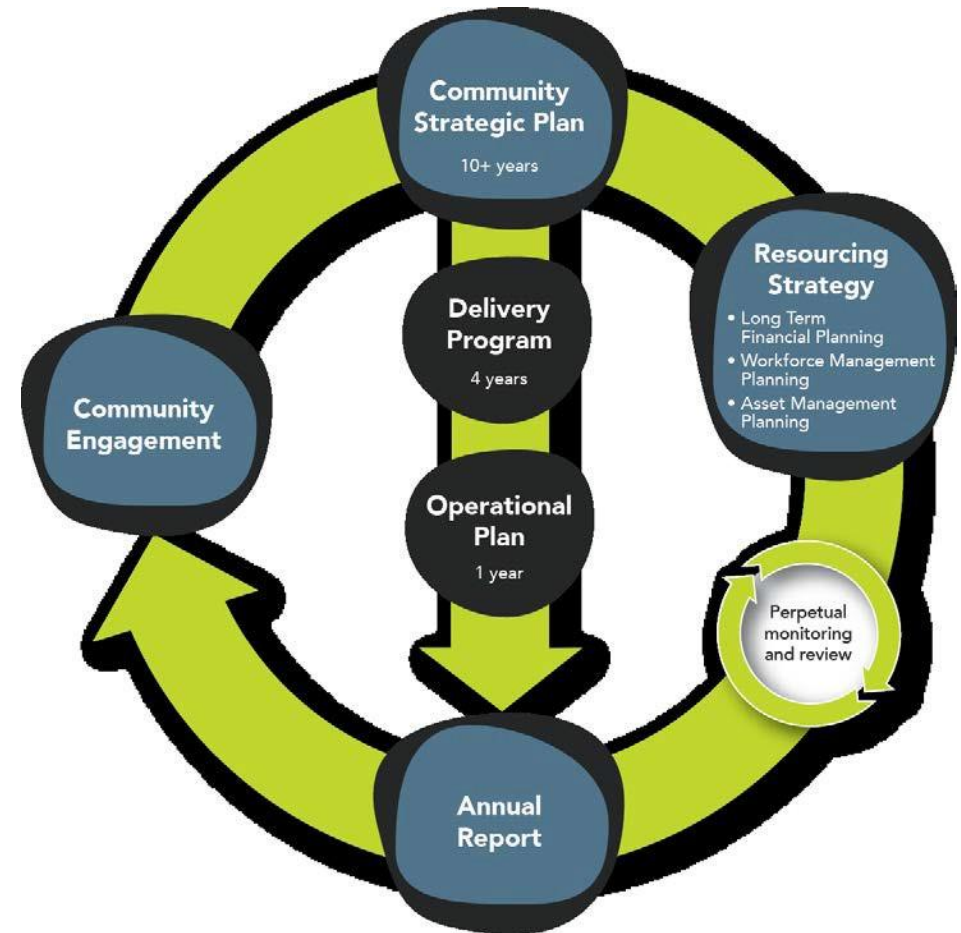 Community
Strategic Plan
10+ years
Resourcing
Strategy
• Long Term
Financial Planning
• Workforce Management
Planning
• Asset Management
Planning
Delivery
Program
4 years
Community
Engagement
Operational
Plan
1 year
Perpetual
monitoring
and review
Annual
Report